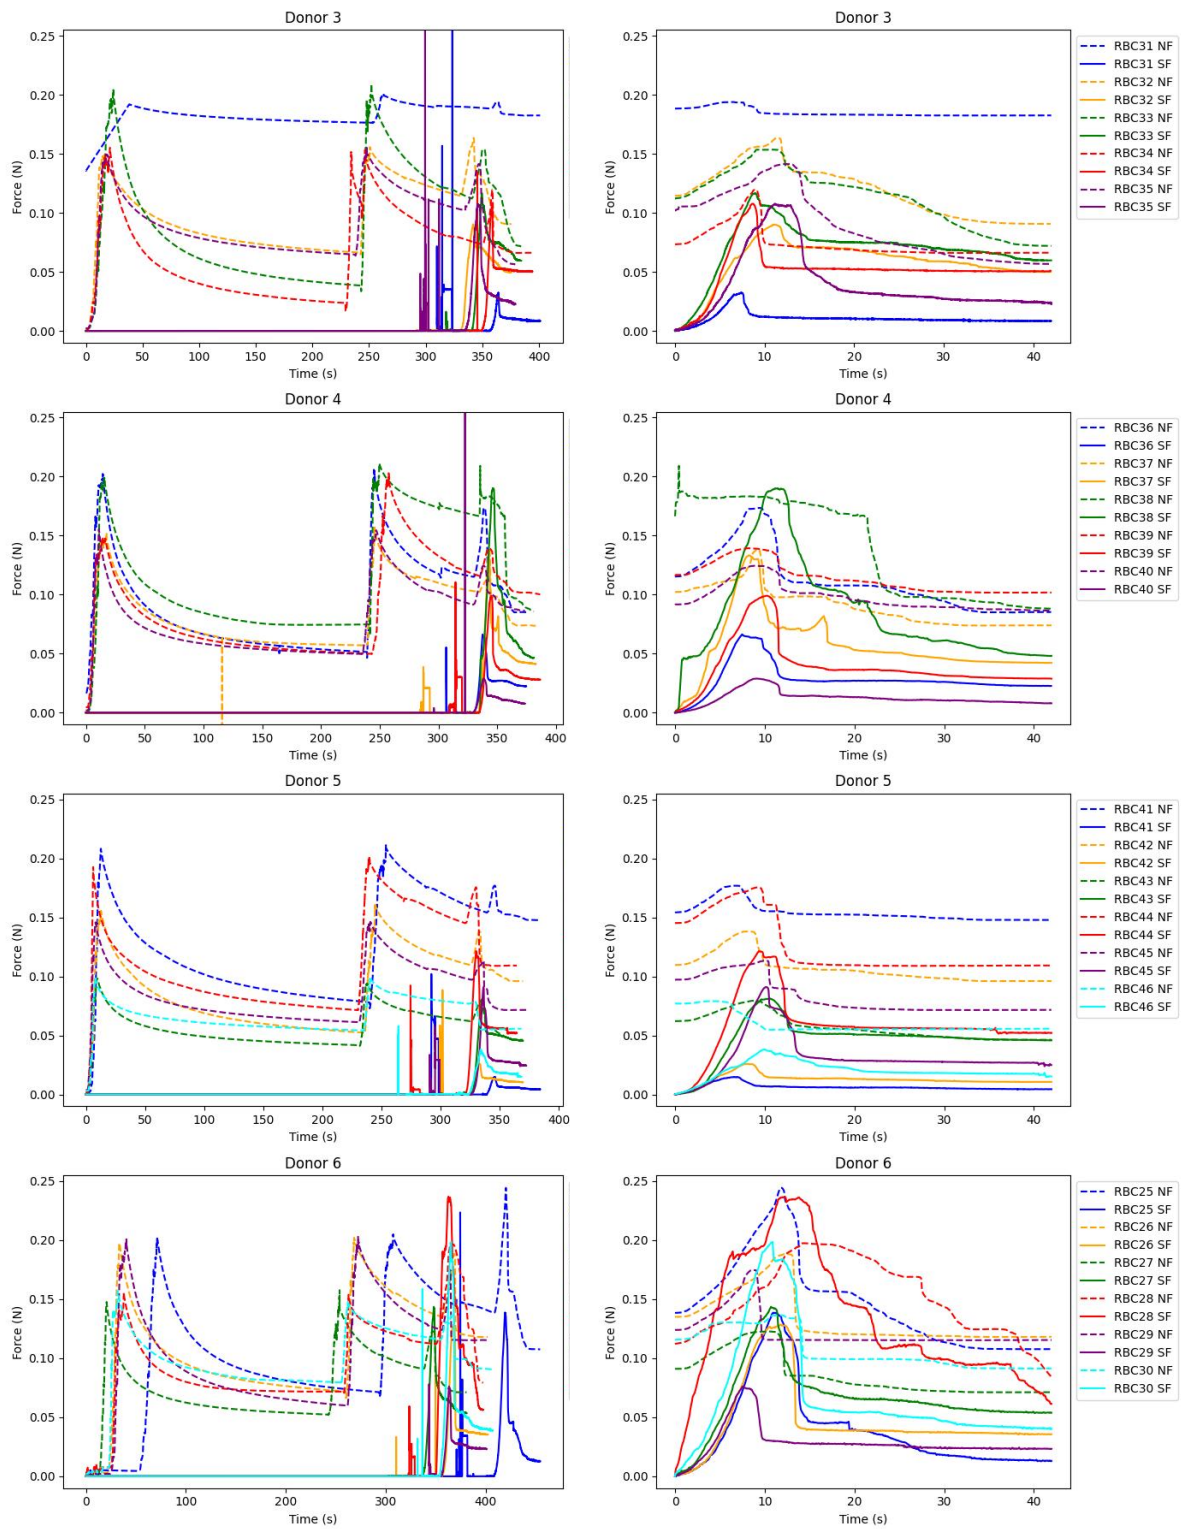 Donor 3
Force (N)
0.25
0.20
0.15
0.10
0.05
0.00
0 50 100 150 200 250 300 350 400
Time (s)
Donor 3
Force (N)
0.25
0.20
0.15
0.10
0.05
0.00
0 10 20 30 40
Time (s)
RBC31 NF
RBC31 SF
RBC32 NF
RBC32 SF
RBC33 NF
RBC33 SF
RBC34 NF
RBC34 SF
RBC35 NF
RBC35 SF
Donor 4
Force (N)
0.25
0.20
0.15
0.10
0.05
0.00
0 50 100 150 200 250 300 350 400
Time (s)
Donor 4
Force (N)
0.25
0.20
0.15
0.10
0.05
0.00
0 10 20 30 40
Time (s)
RBC36 NF
RBC36 SF
RBC37 NF
RBC37 SF
RBC38 NF
RBC38 SF
RBC39 NF
RBC39 SF
RBC40 NF
RBC40 SF
Donor 5
Force (N)
0.25
0.20
0.15
0.10
0.05
0.00
0 50 100 150 200 250 300 350 400
Time (s)
Donor 5
Force (N)
0.25
0.20
0.15
0.10
0.05
0.00
0 10 20 30 40
Time (s)
RBC41 NF
RBC41 SF
RBC42 NF
RBC42 SF
RBC43 NF
RBC43 SF
RBC44 NF
RBC44 SF
RBC45 NF
RBC45 SF
RBC46 NF
RBC46 SF
Donor 6
Force (N)
0.25
0.20
0.15
0.10
0.05
0.00
0 100 200 300 400
Time (s)
Donor 6
Force (N)
0.25
0.20
0.15
0.10
0.05
0.00
0 10 20 30 40
Time (s)
RBC25 NF
RBC25 SF
RBC26 NF
RBC26 SF
RBC27 NF
RBC27 SF
RBC28 NF
RBC28 SF
RBC29 NF
RBC29 SF
RBC30 NF
RBC30 SF